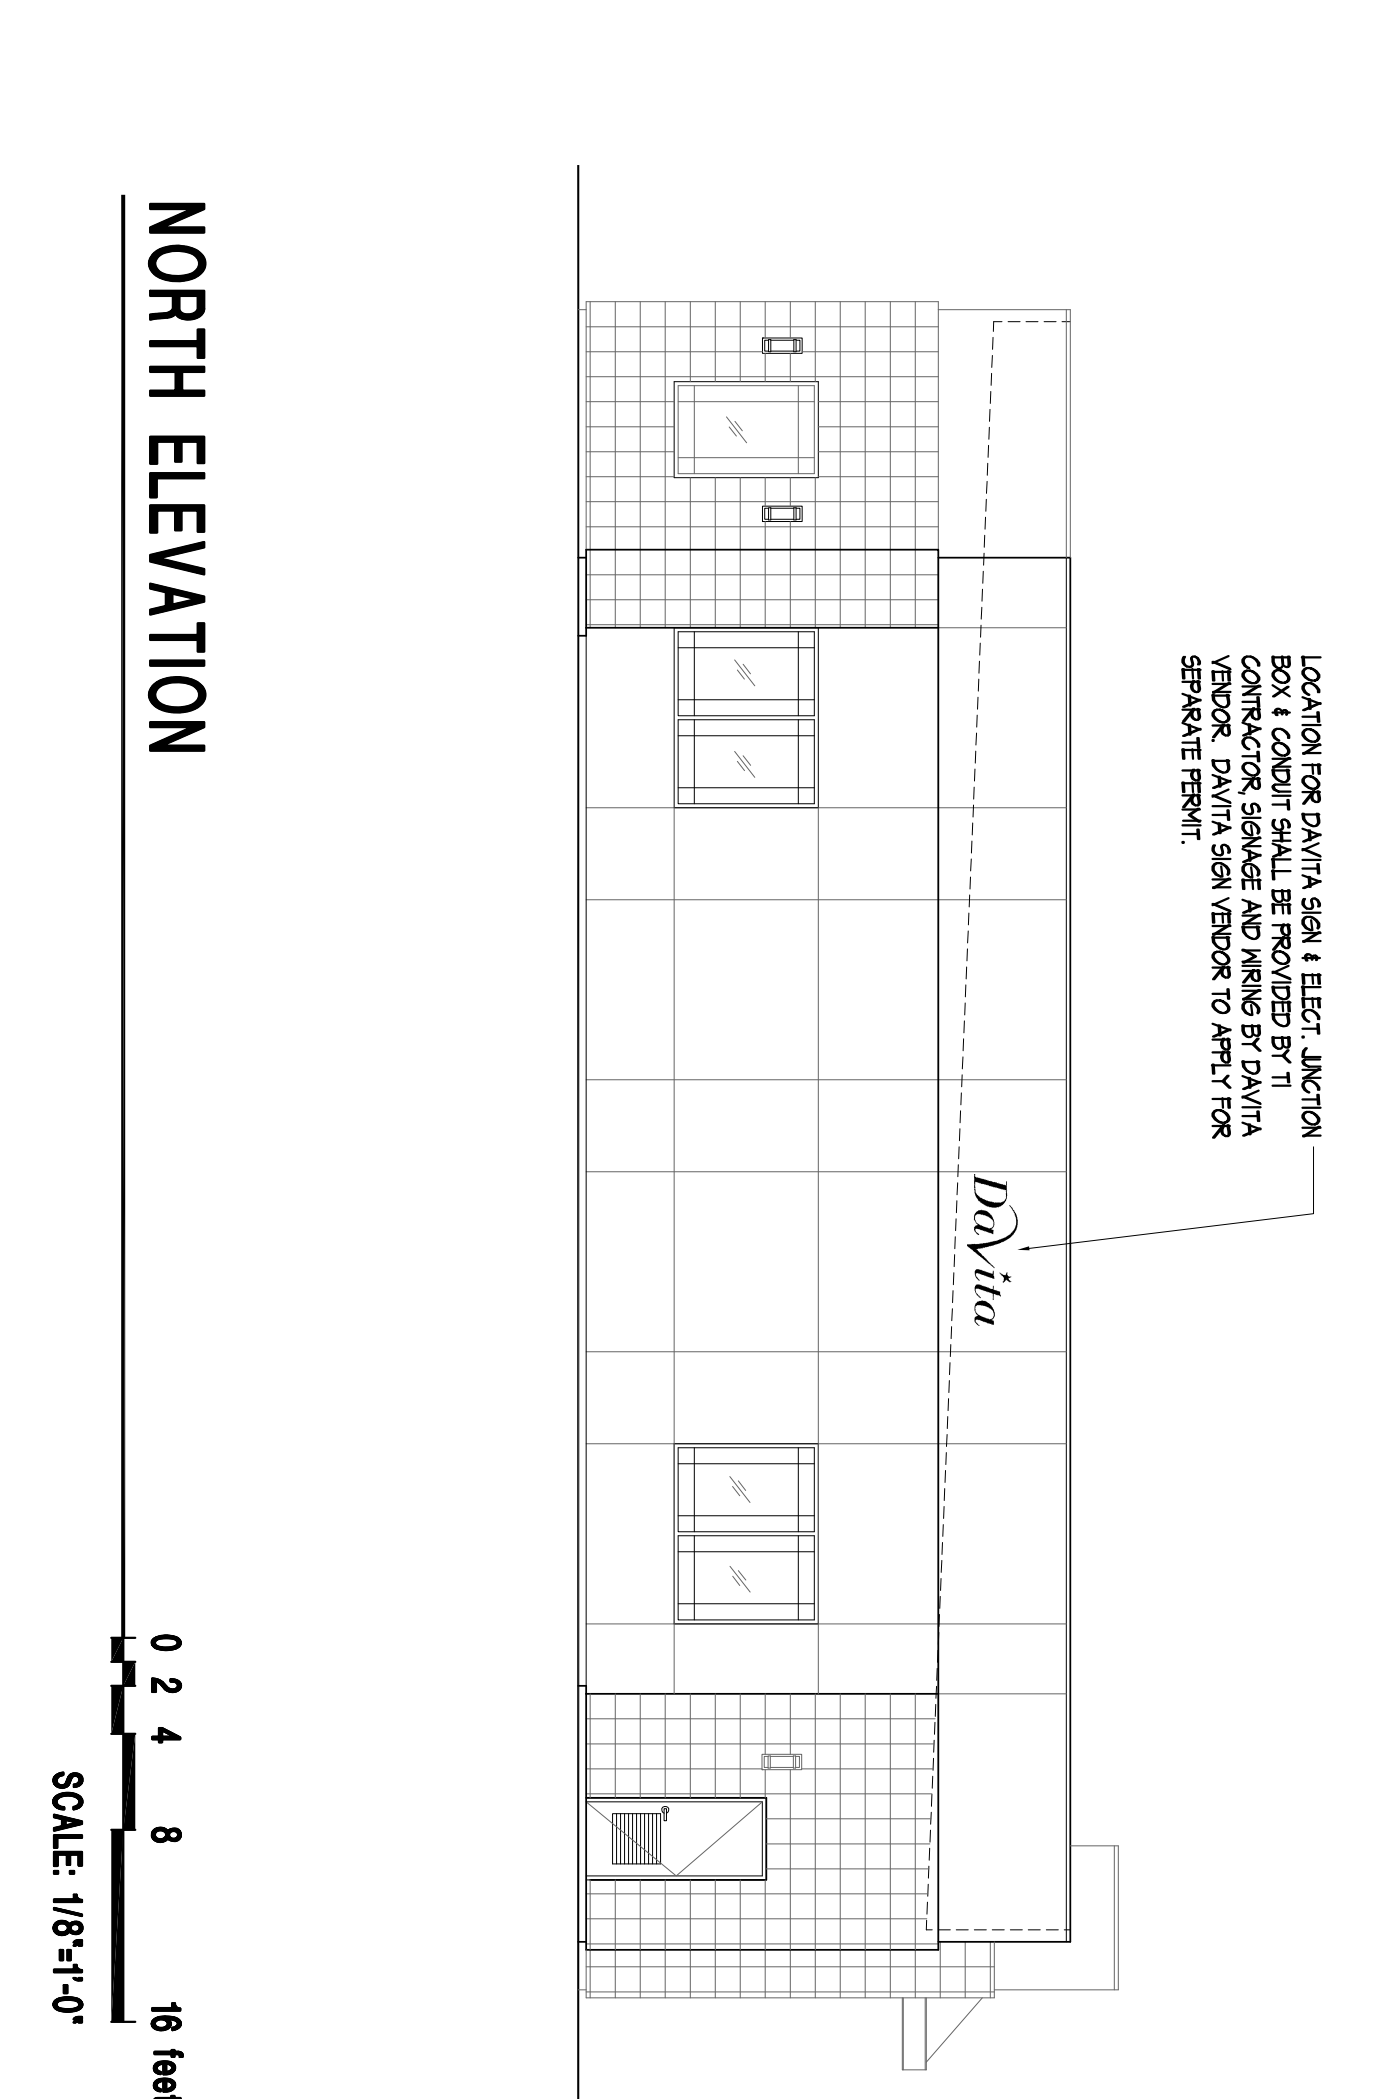 LOCATION FOR DAVITA SIGN & ELECT. JUNCTION
BOX & CONDUIT SHALL BE PROVIDED BY TI
CONTRACTOR, SIGNAGE AND WIRING BY DAVITA
VENDOR. DAVITA SIGN VENDOR TO APPLY FOR
SEPARATE PERMIT.
DaVita
NORTH ELEVATION
0 2 4 8 16 feet
SCALE: 1/8"=1'-0"